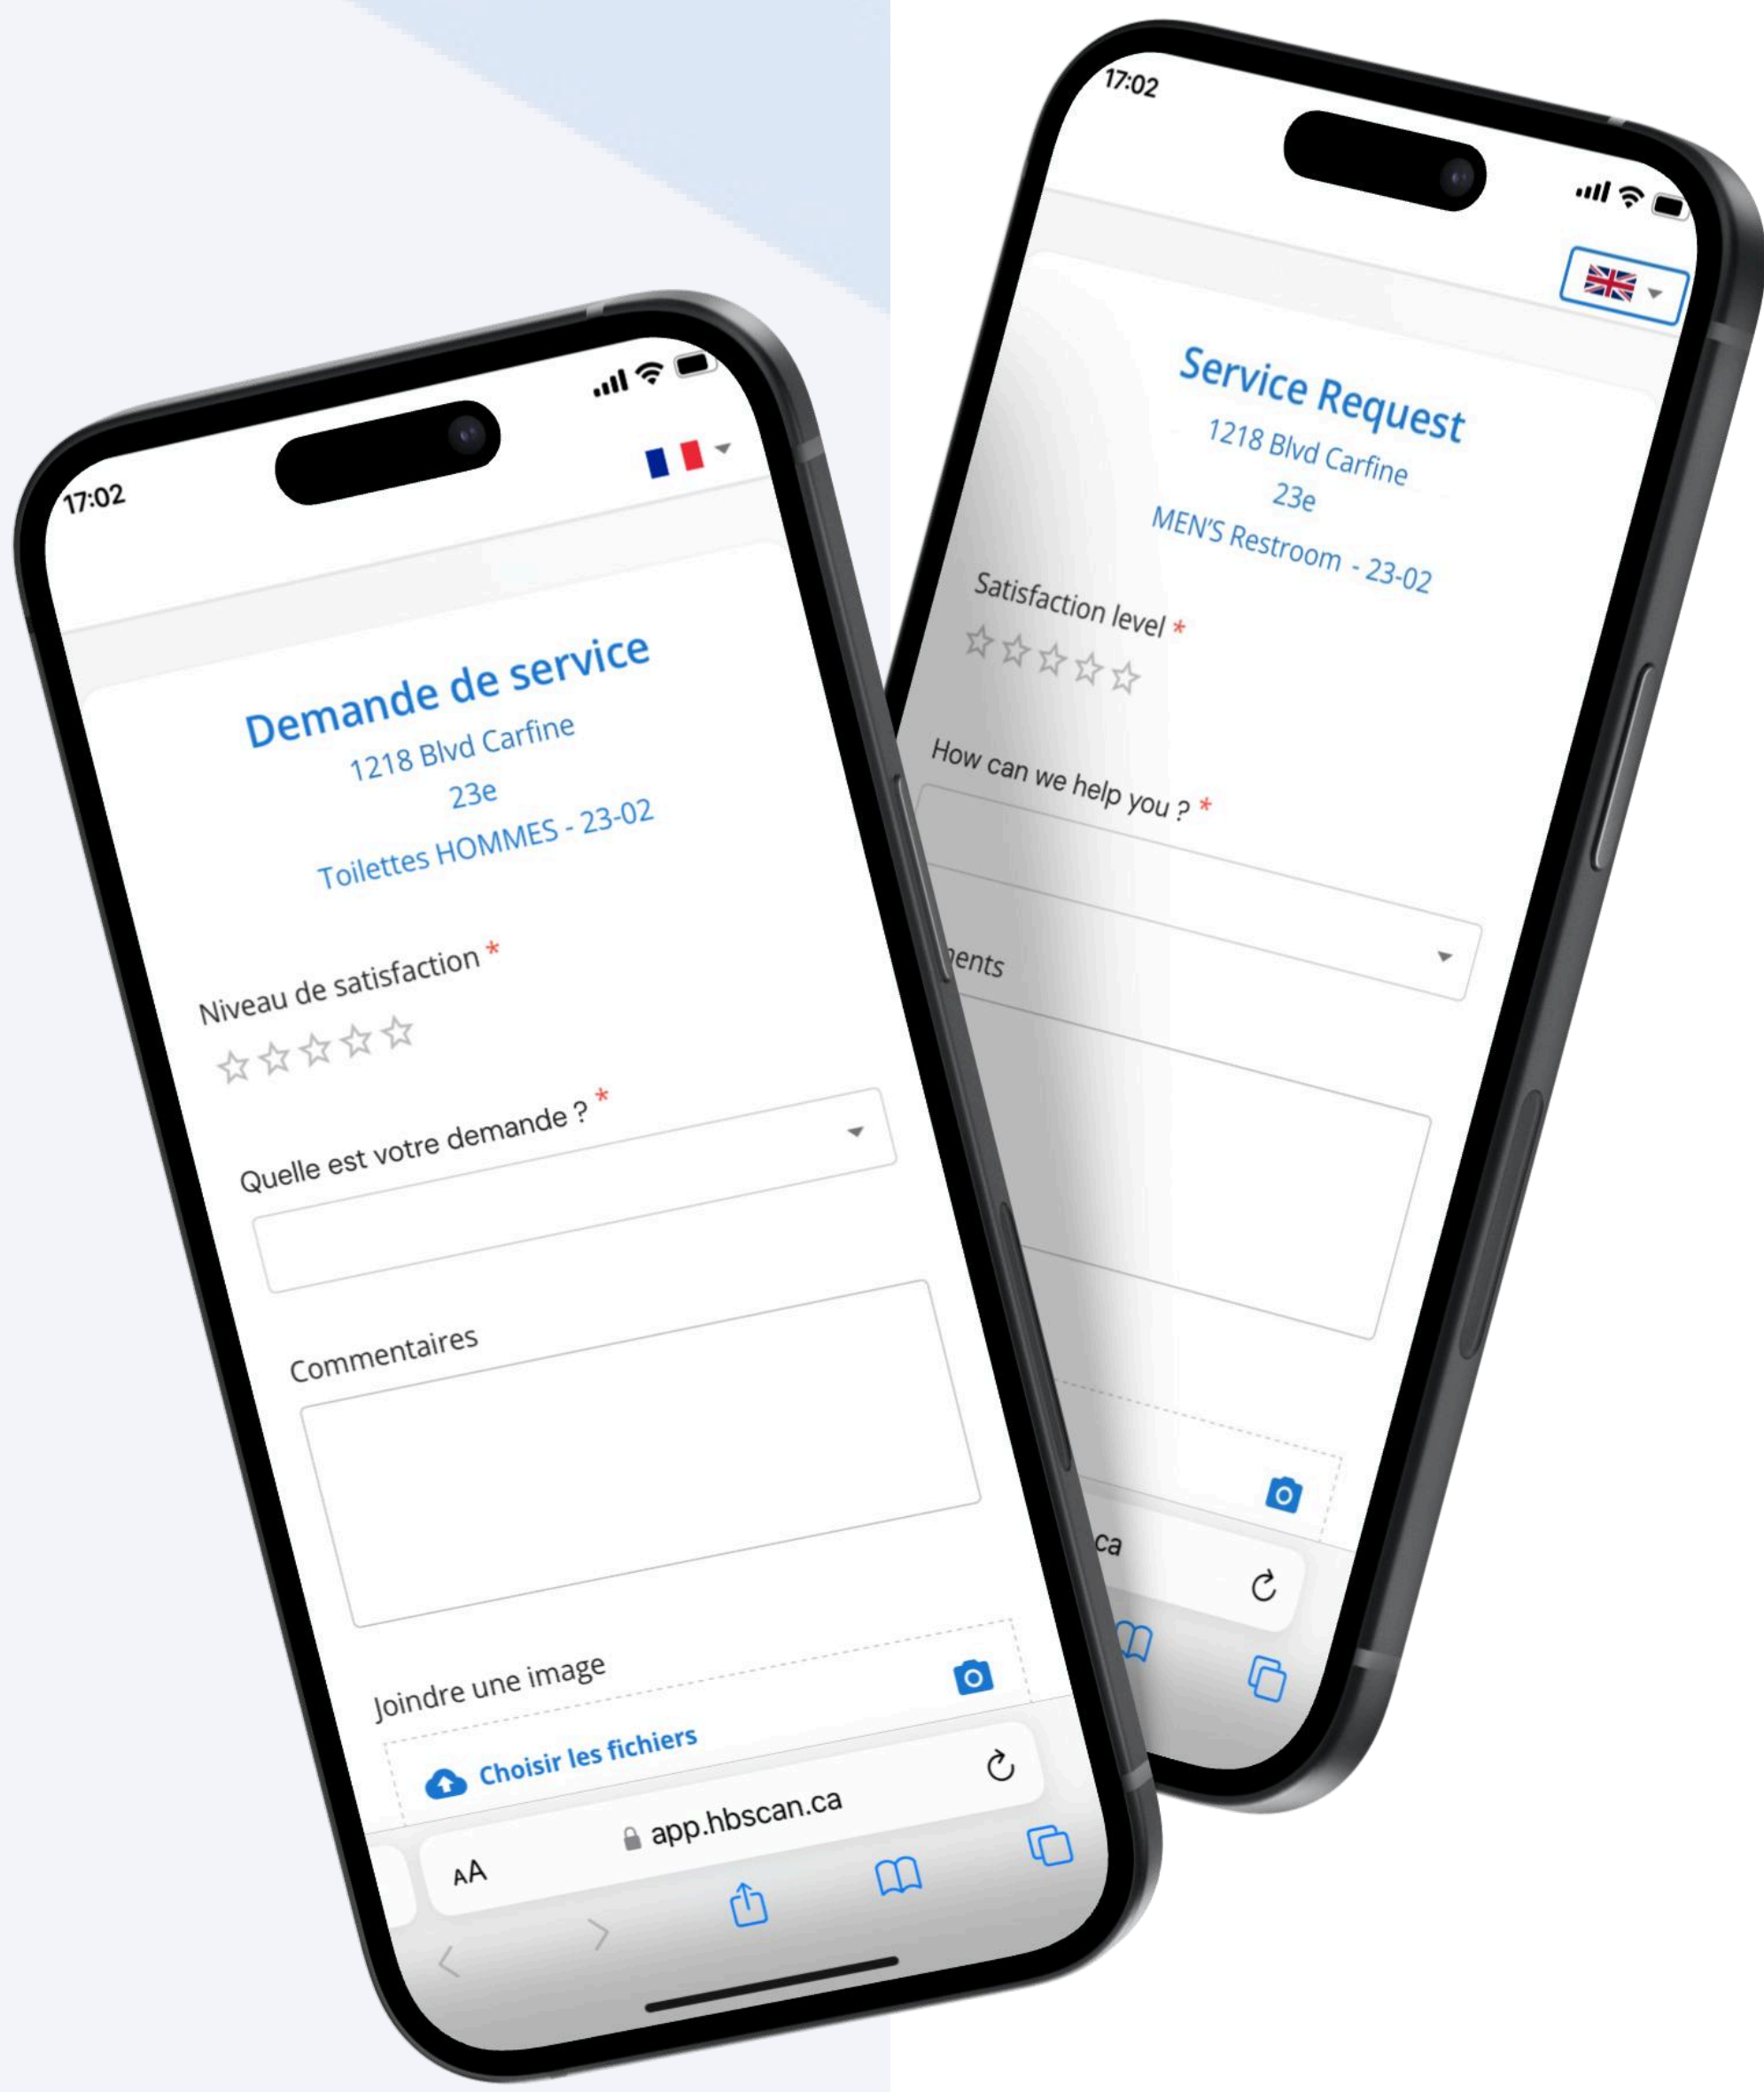 17:02
Demande de service
1218 Blvd Carfine
23e
Toilettes HOMMES - 23-02
Niveau de satisfaction *
Quelle est votre demande ? *
Commentaires
Joindre une image
Choisir les fichiers
AA
app.hbscan.ca
17:02
Service Request
1218 Blvd Carfine
23e
MEN'S Restroom - 23-02
Satisfaction level *
How can we help you ? *
ents
ca